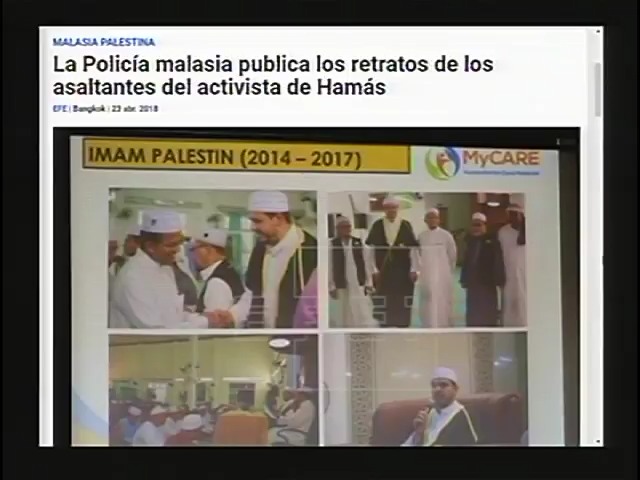 MALASIA PALESTINA
La Policía malasia publica los retratos de los
asaltantes del activista de Hamás
EFE | Bangkok | 23 abr. 2018
IMAM PALESTIN (2014 – 2017)
MyCARE